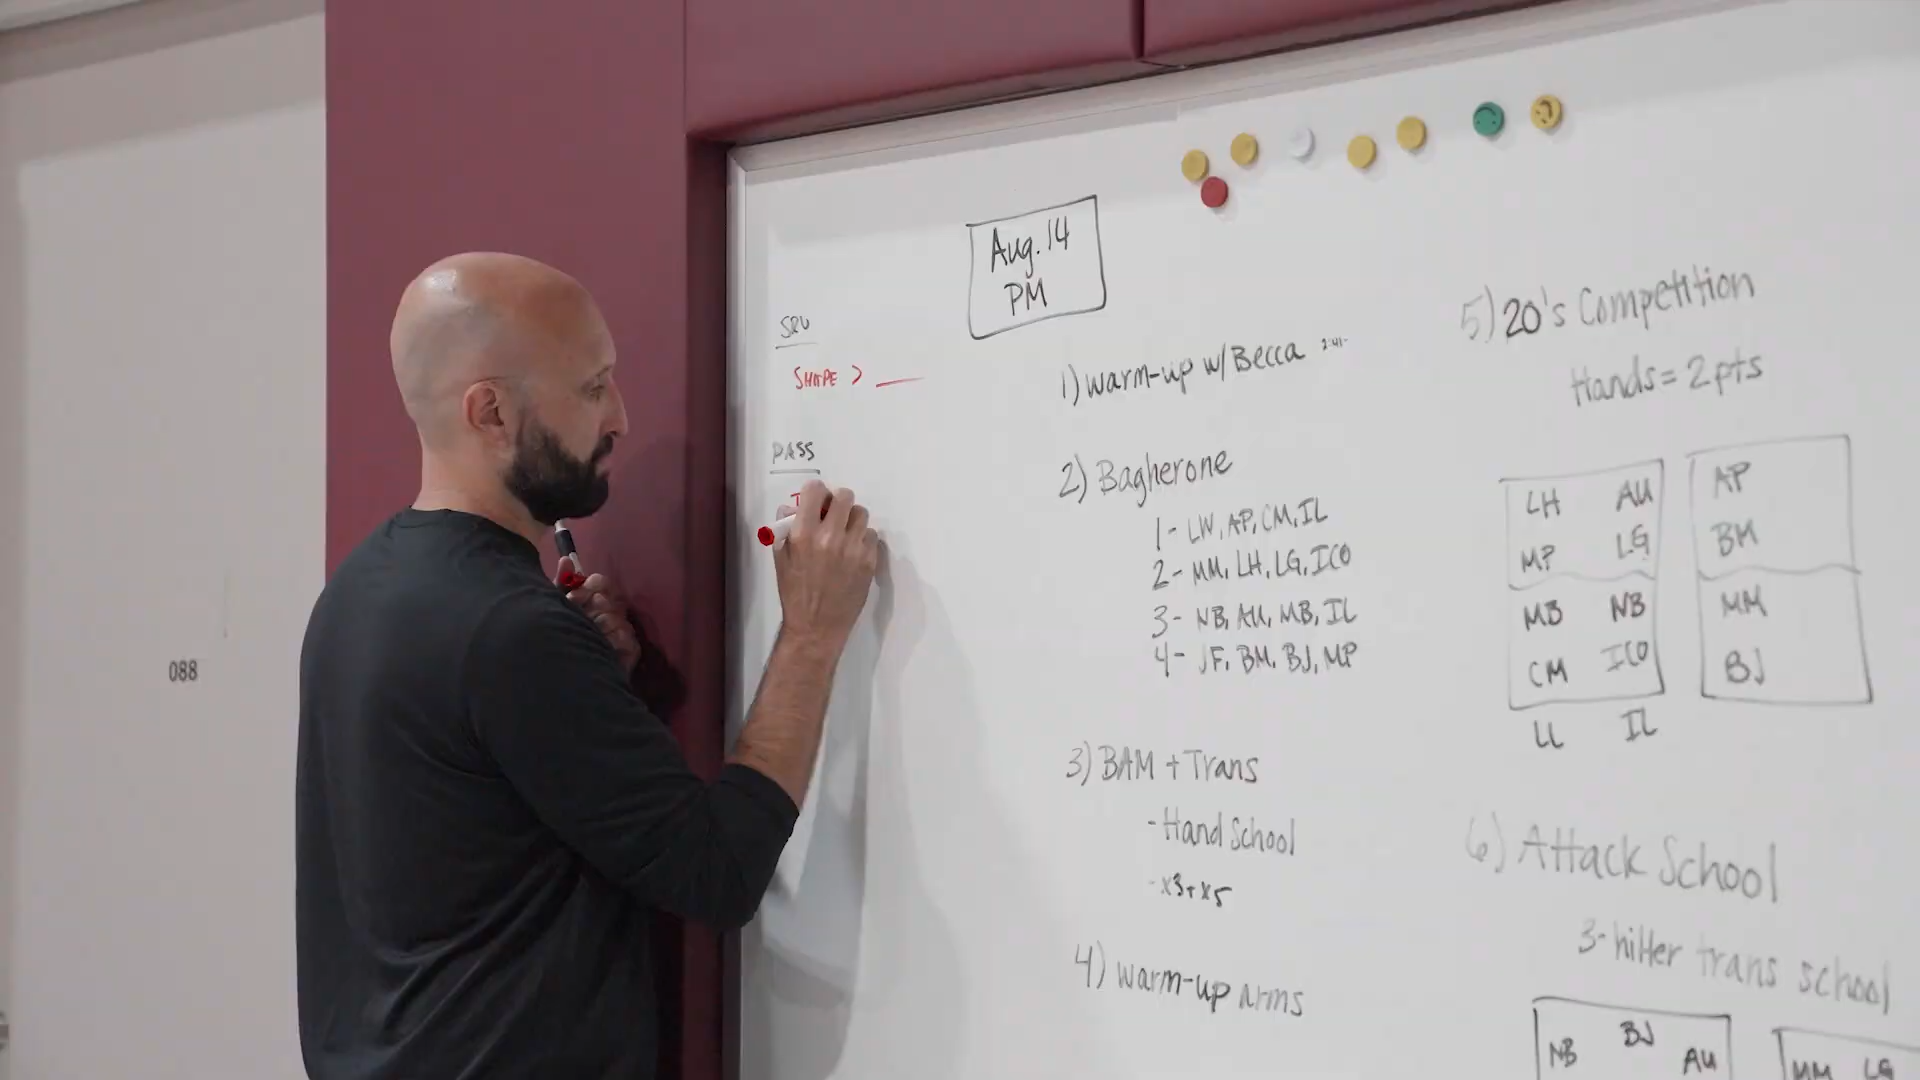 088
Aug. 14
PM
SRV
SHAPE > ___
PASS
1) Warm-up w/Becca 2:41-
2) Bagherone
1- LW, AP, CM, IL
2- MM, LH, LG, ICO
3- NB, AU, MB, IL
4- JF, BM, BJ, MP
3) BAM + Trans
- Hand School
- x3 + x5
4) Warm-up arms
5) 20's Competition
Hands = 2 pts
LH AU
MP LG
MB NB
CM ICO
LL IL
AP
BM
MM
BJ
6) Attack School
3-hitter trans school
NB BJ AU
MM LG